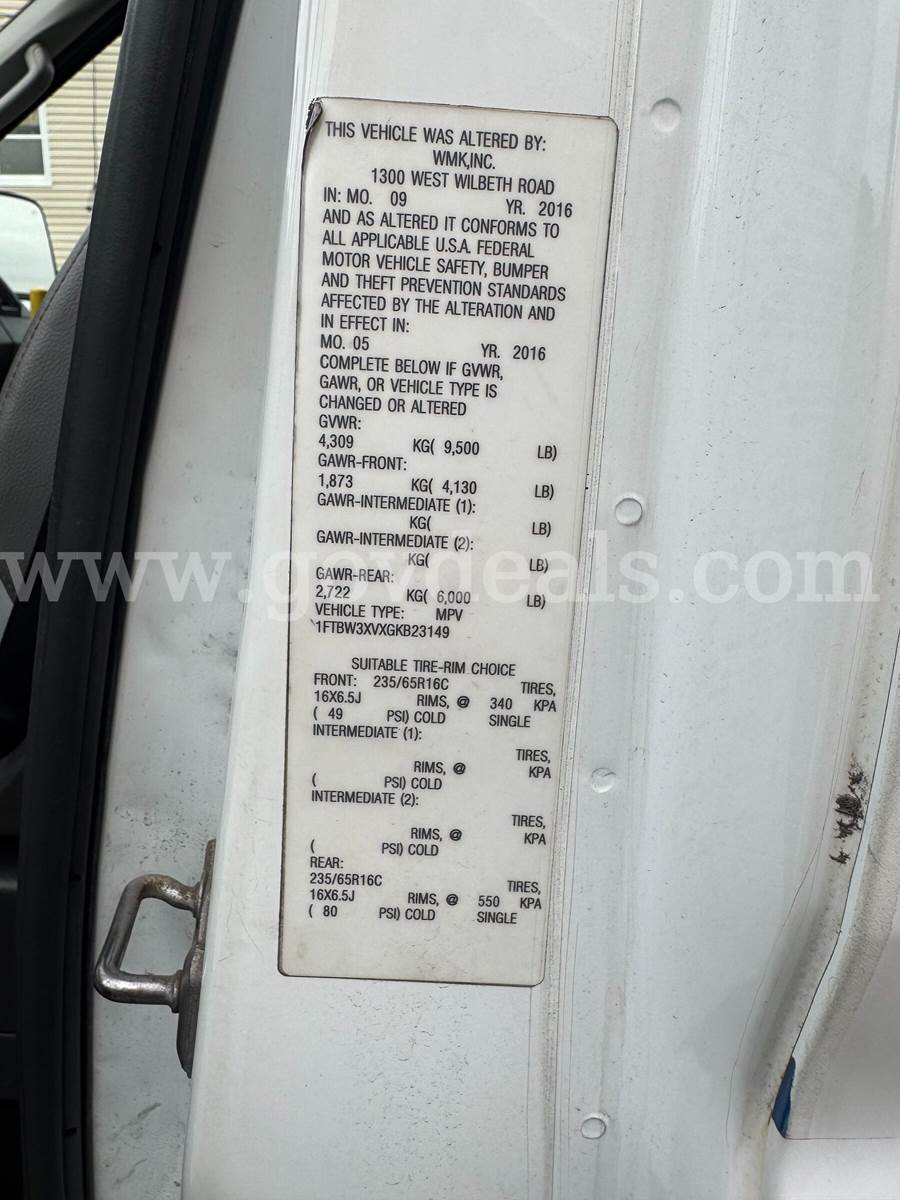 THIS VEHICLE WAS ALTERED BY:
WMK,INC.
1300 WEST WILBETH ROAD
IN: MO. 09 YR. 2016
AND AS ALTERED IT CONFORMS TO
ALL APPLICABLE U.S.A. FEDERAL
MOTOR VEHICLE SAFETY, BUMPER
AND THEFT PREVENTION STANDARDS
AFFECTED BY THE ALTERATION AND
IN EFFECT IN:
MO. 05 YR. 2016
COMPLETE BELOW IF GVWR,
GAWR, OR VEHICLE TYPE IS
CHANGED OR ALTERED
GVWR:
4,309 KG( 9,500 LB)
GAWR-FRONT:
1,873 KG( 4,130 LB)
GAWR-INTERMEDIATE (1):
KG( LB)
GAWR-INTERMEDIATE (2):
KG( LB)
www.govdeals.com
GAWR-REAR:
2,722 KG( 6,000 LB)
VEHICLE TYPE: MPV
1FTBW3XVXGKB23149
SUITABLE TIRE-RIM CHOICE
FRONT: 235/65R16C TIRES,
16X6.5J RIMS, @ 340 KPA
( 49 PSI) COLD SINGLE
INTERMEDIATE (1):
TIRES,
RIMS, @ KPA
( PSI) COLD
INTERMEDIATE (2):
TIRES,
RIMS, @ KPA
( PSI) COLD
REAR:
235/65R16C TIRES,
16X6.5J RIMS, @ 550 KPA
( 80 PSI) COLD SINGLE